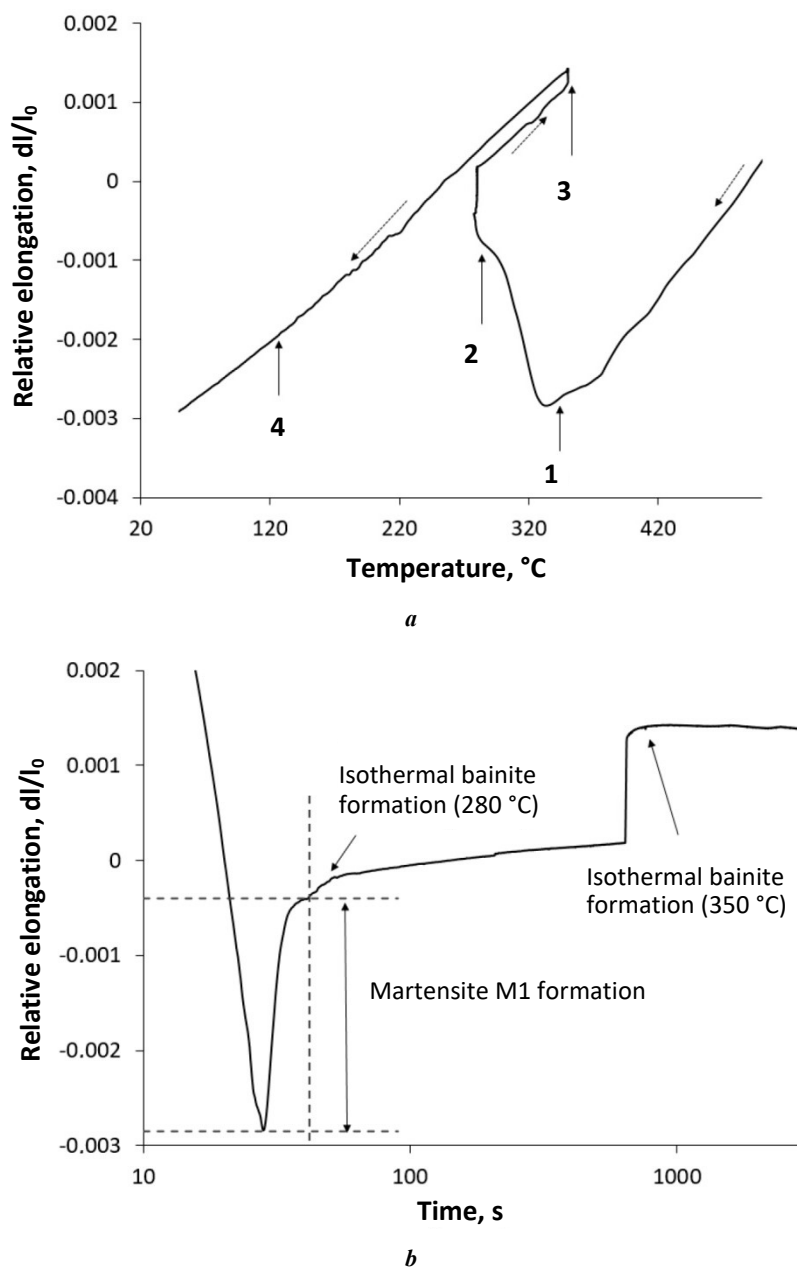 0.002
0.001
0
-0.001
-0.002
-0.003
-0.004
Relative elongation, dl/l₀
3
2
4
1
20
120
220
320
420
Temperature, °C
a
0.002
0.001
0
-0.001
-0.002
-0.003
Relative elongation, dl/l₀
Isothermal bainite
formation (280 °C)
Isothermal bainite
formation (350 °C)
Martensite M1 formation
10
100
1000
Time, s
b